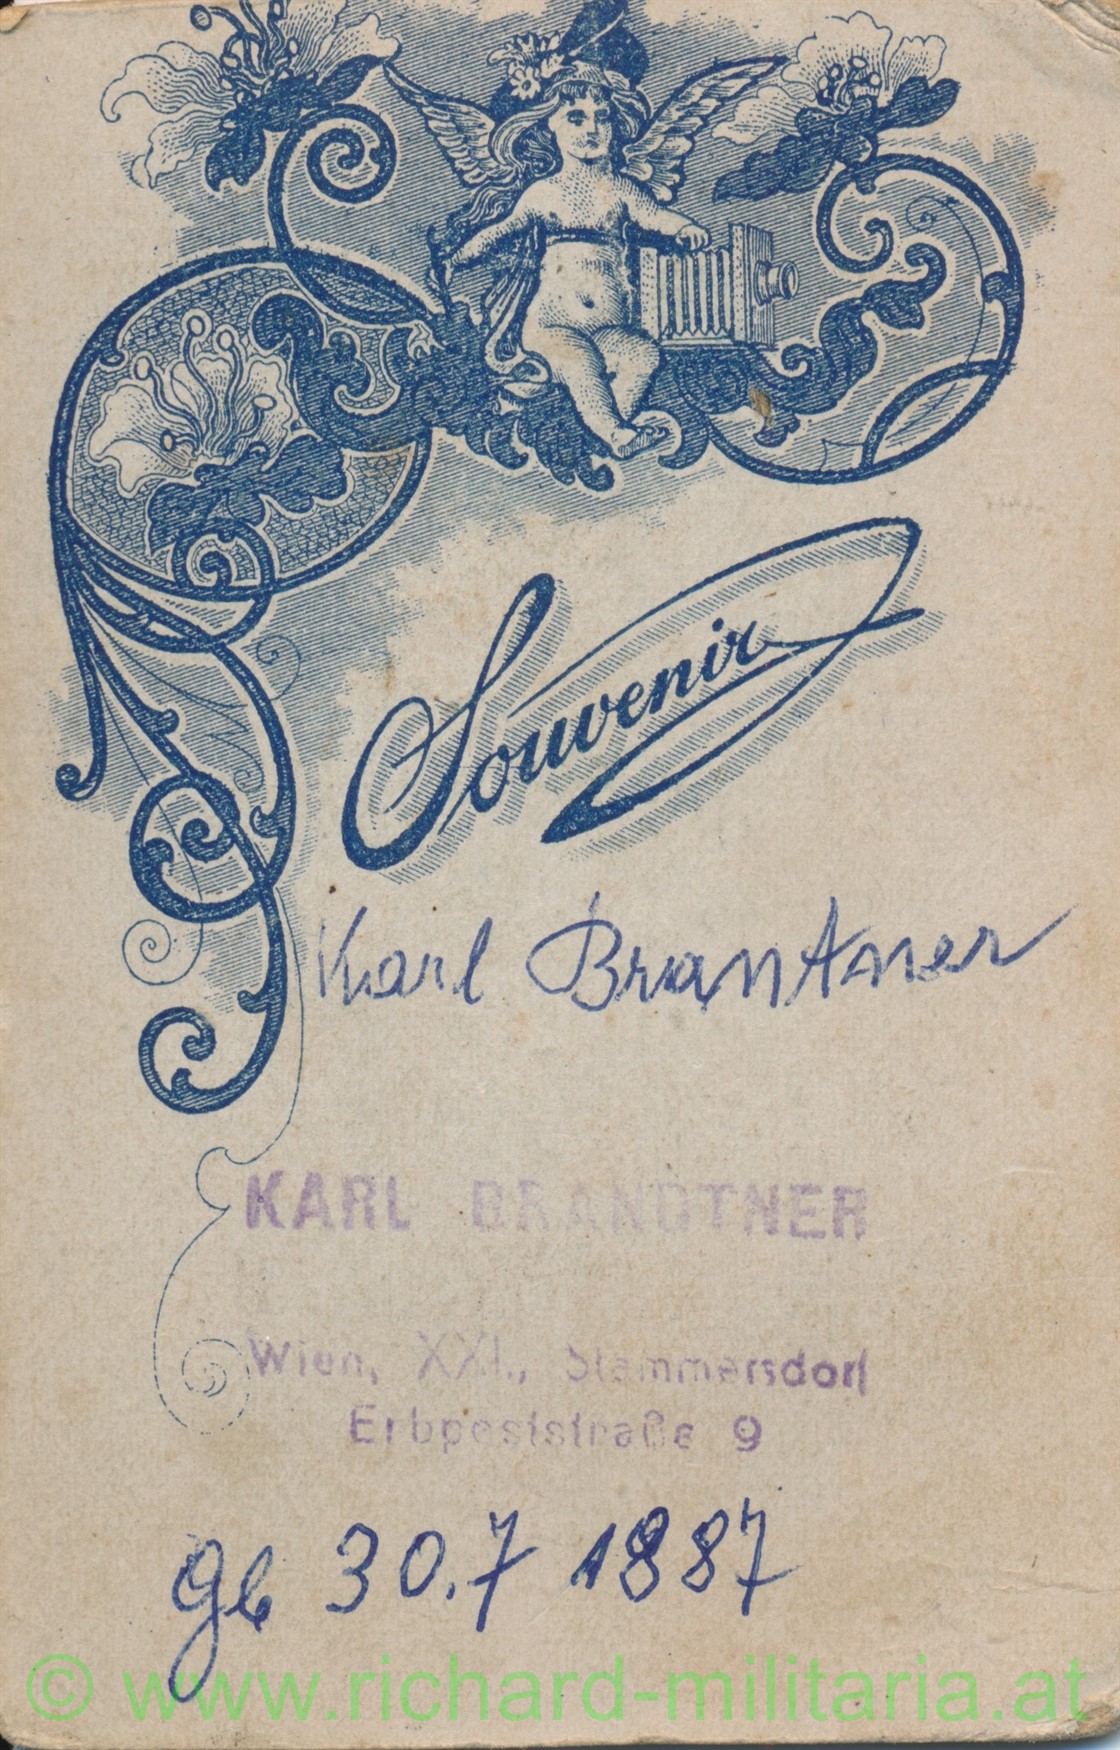 Souvenir
Karl Brantner
KARL BRANDTNER
Wien, XXI., Stammersdorf
Erbpoststraße 9
gb 30.7 1887
© www.richard-militaria.at